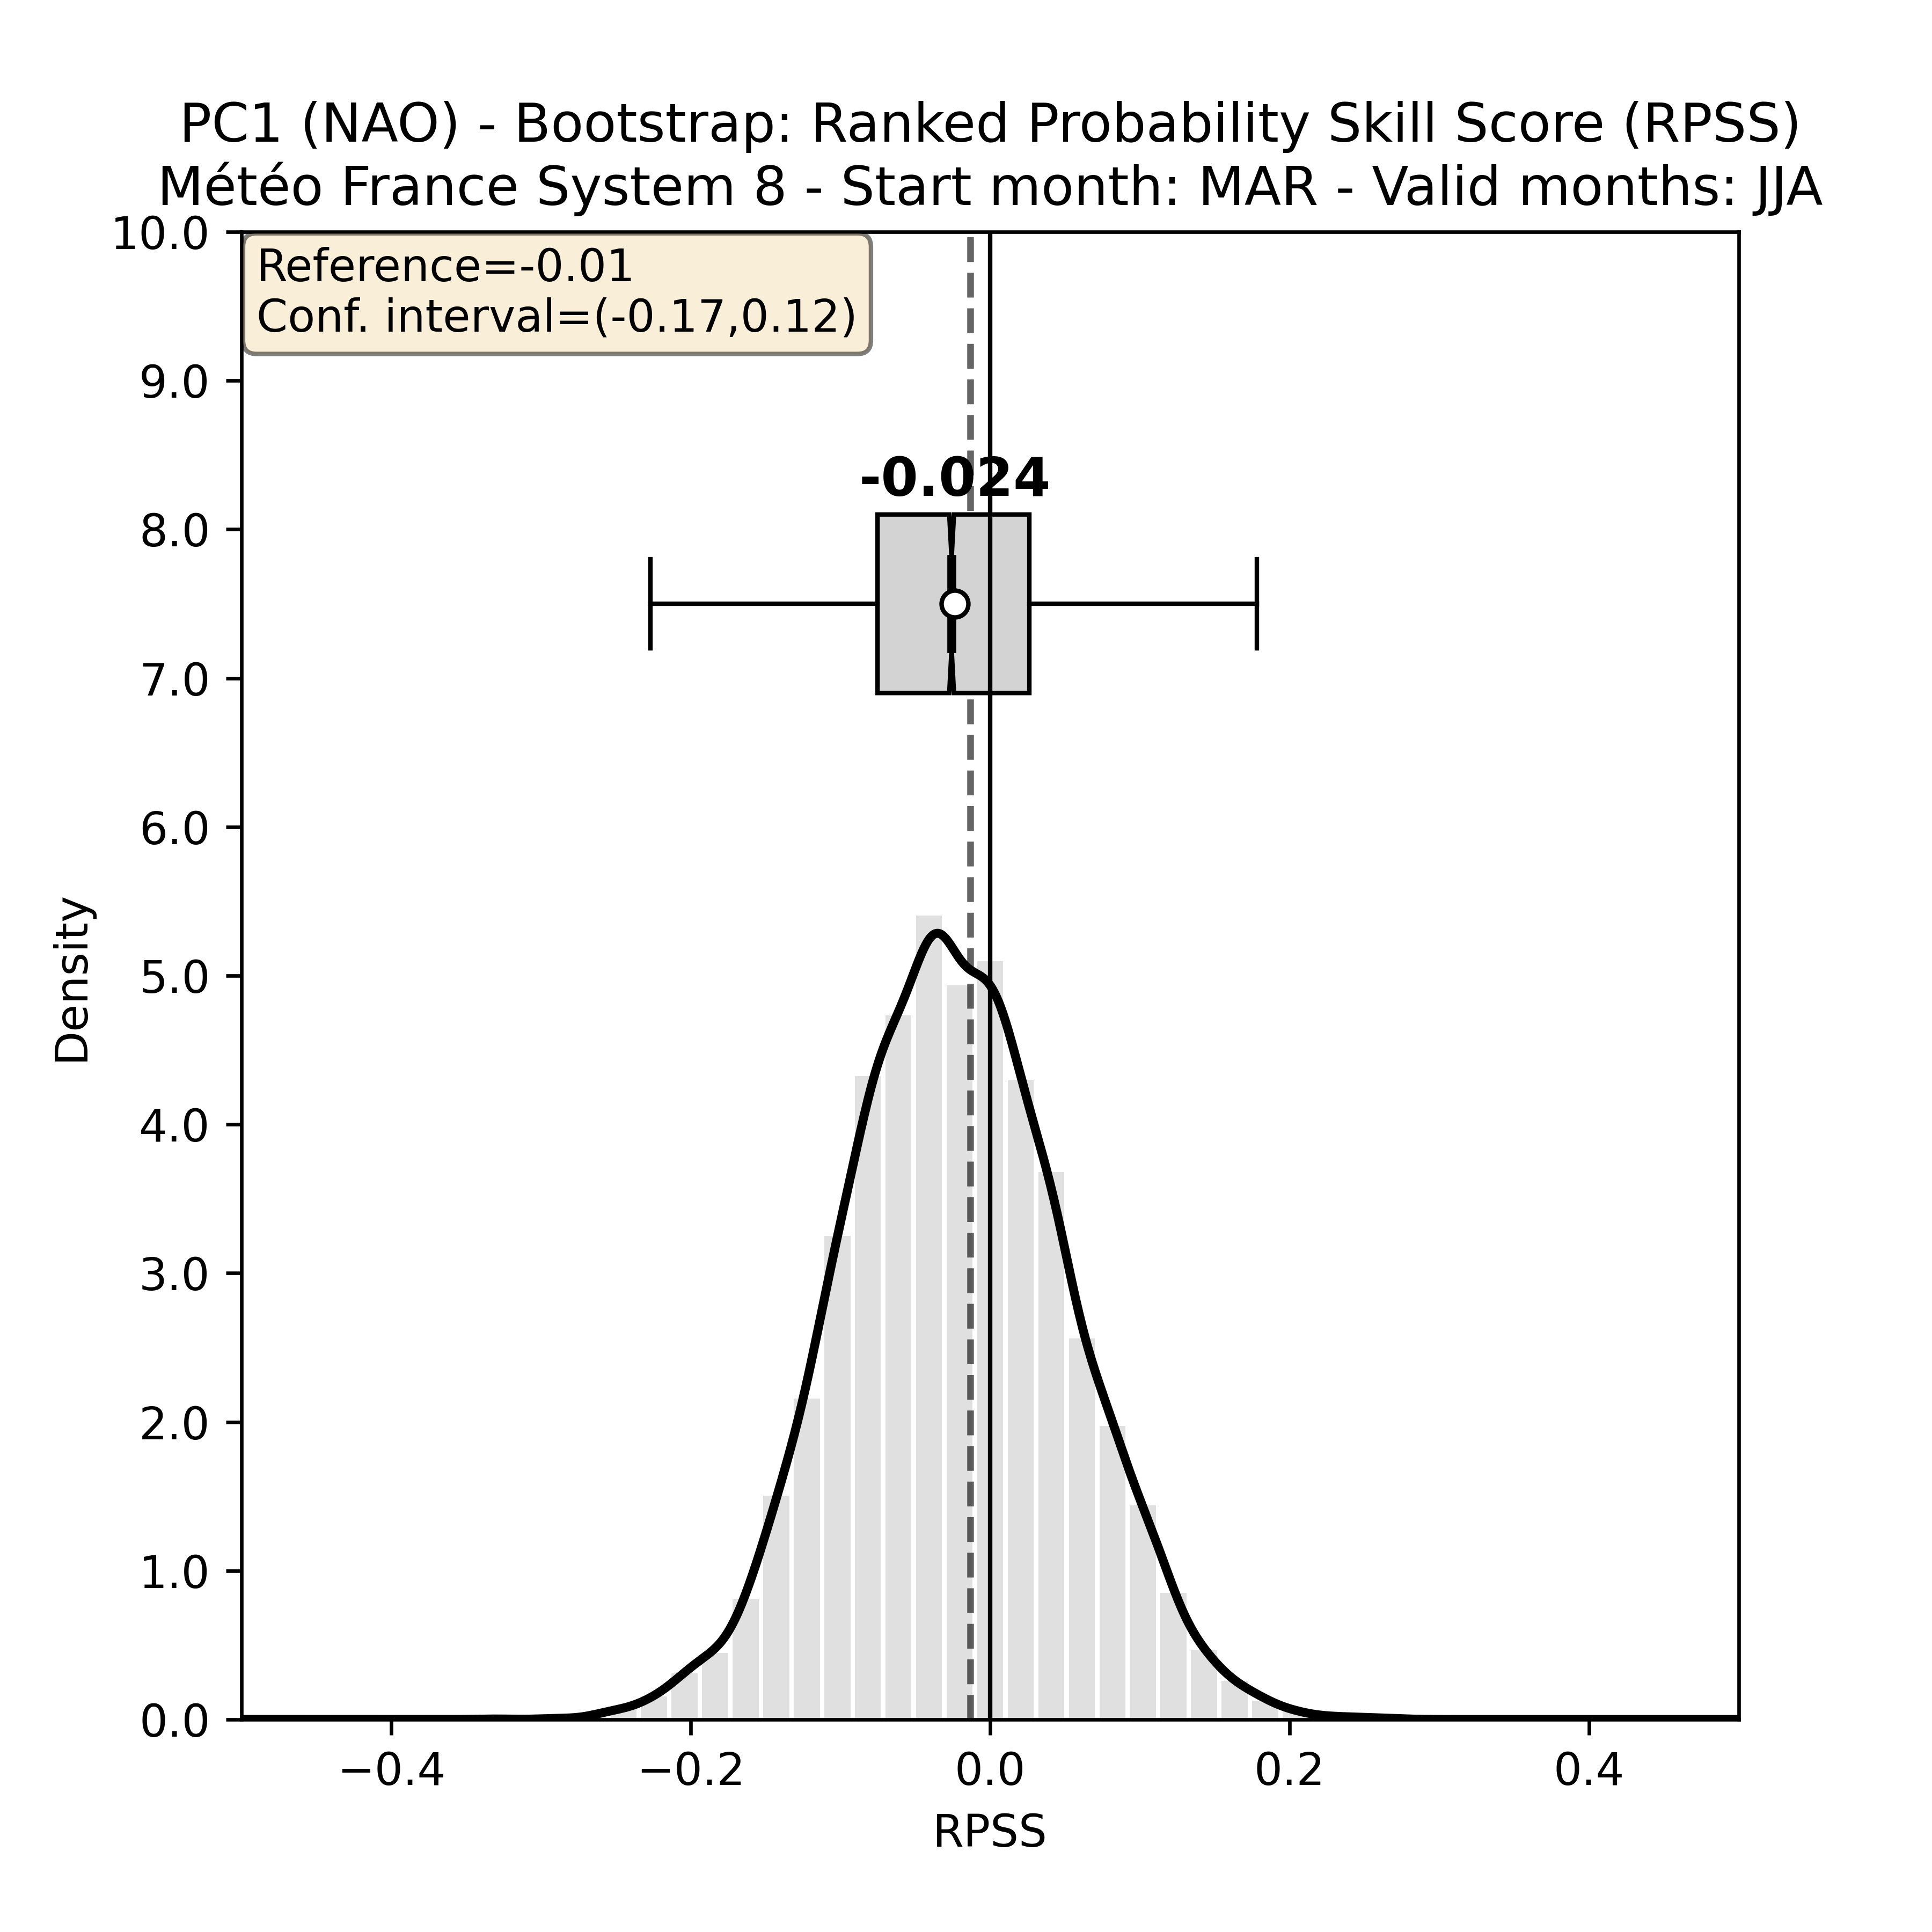 PC1 (NAO) - Bootstrap: Ranked Probability Skill Score (RPSS)
Météo France System 8 - Start month: MAR - Valid months: JJA
Reference=-0.01
Conf. interval=(-0.17,0.12)
-0.024
10.0
9.0
8.0
7.0
6.0
5.0
4.0
3.0
2.0
1.0
0.0
Density
−0.4
−0.2
0.0
0.2
0.4
RPSS